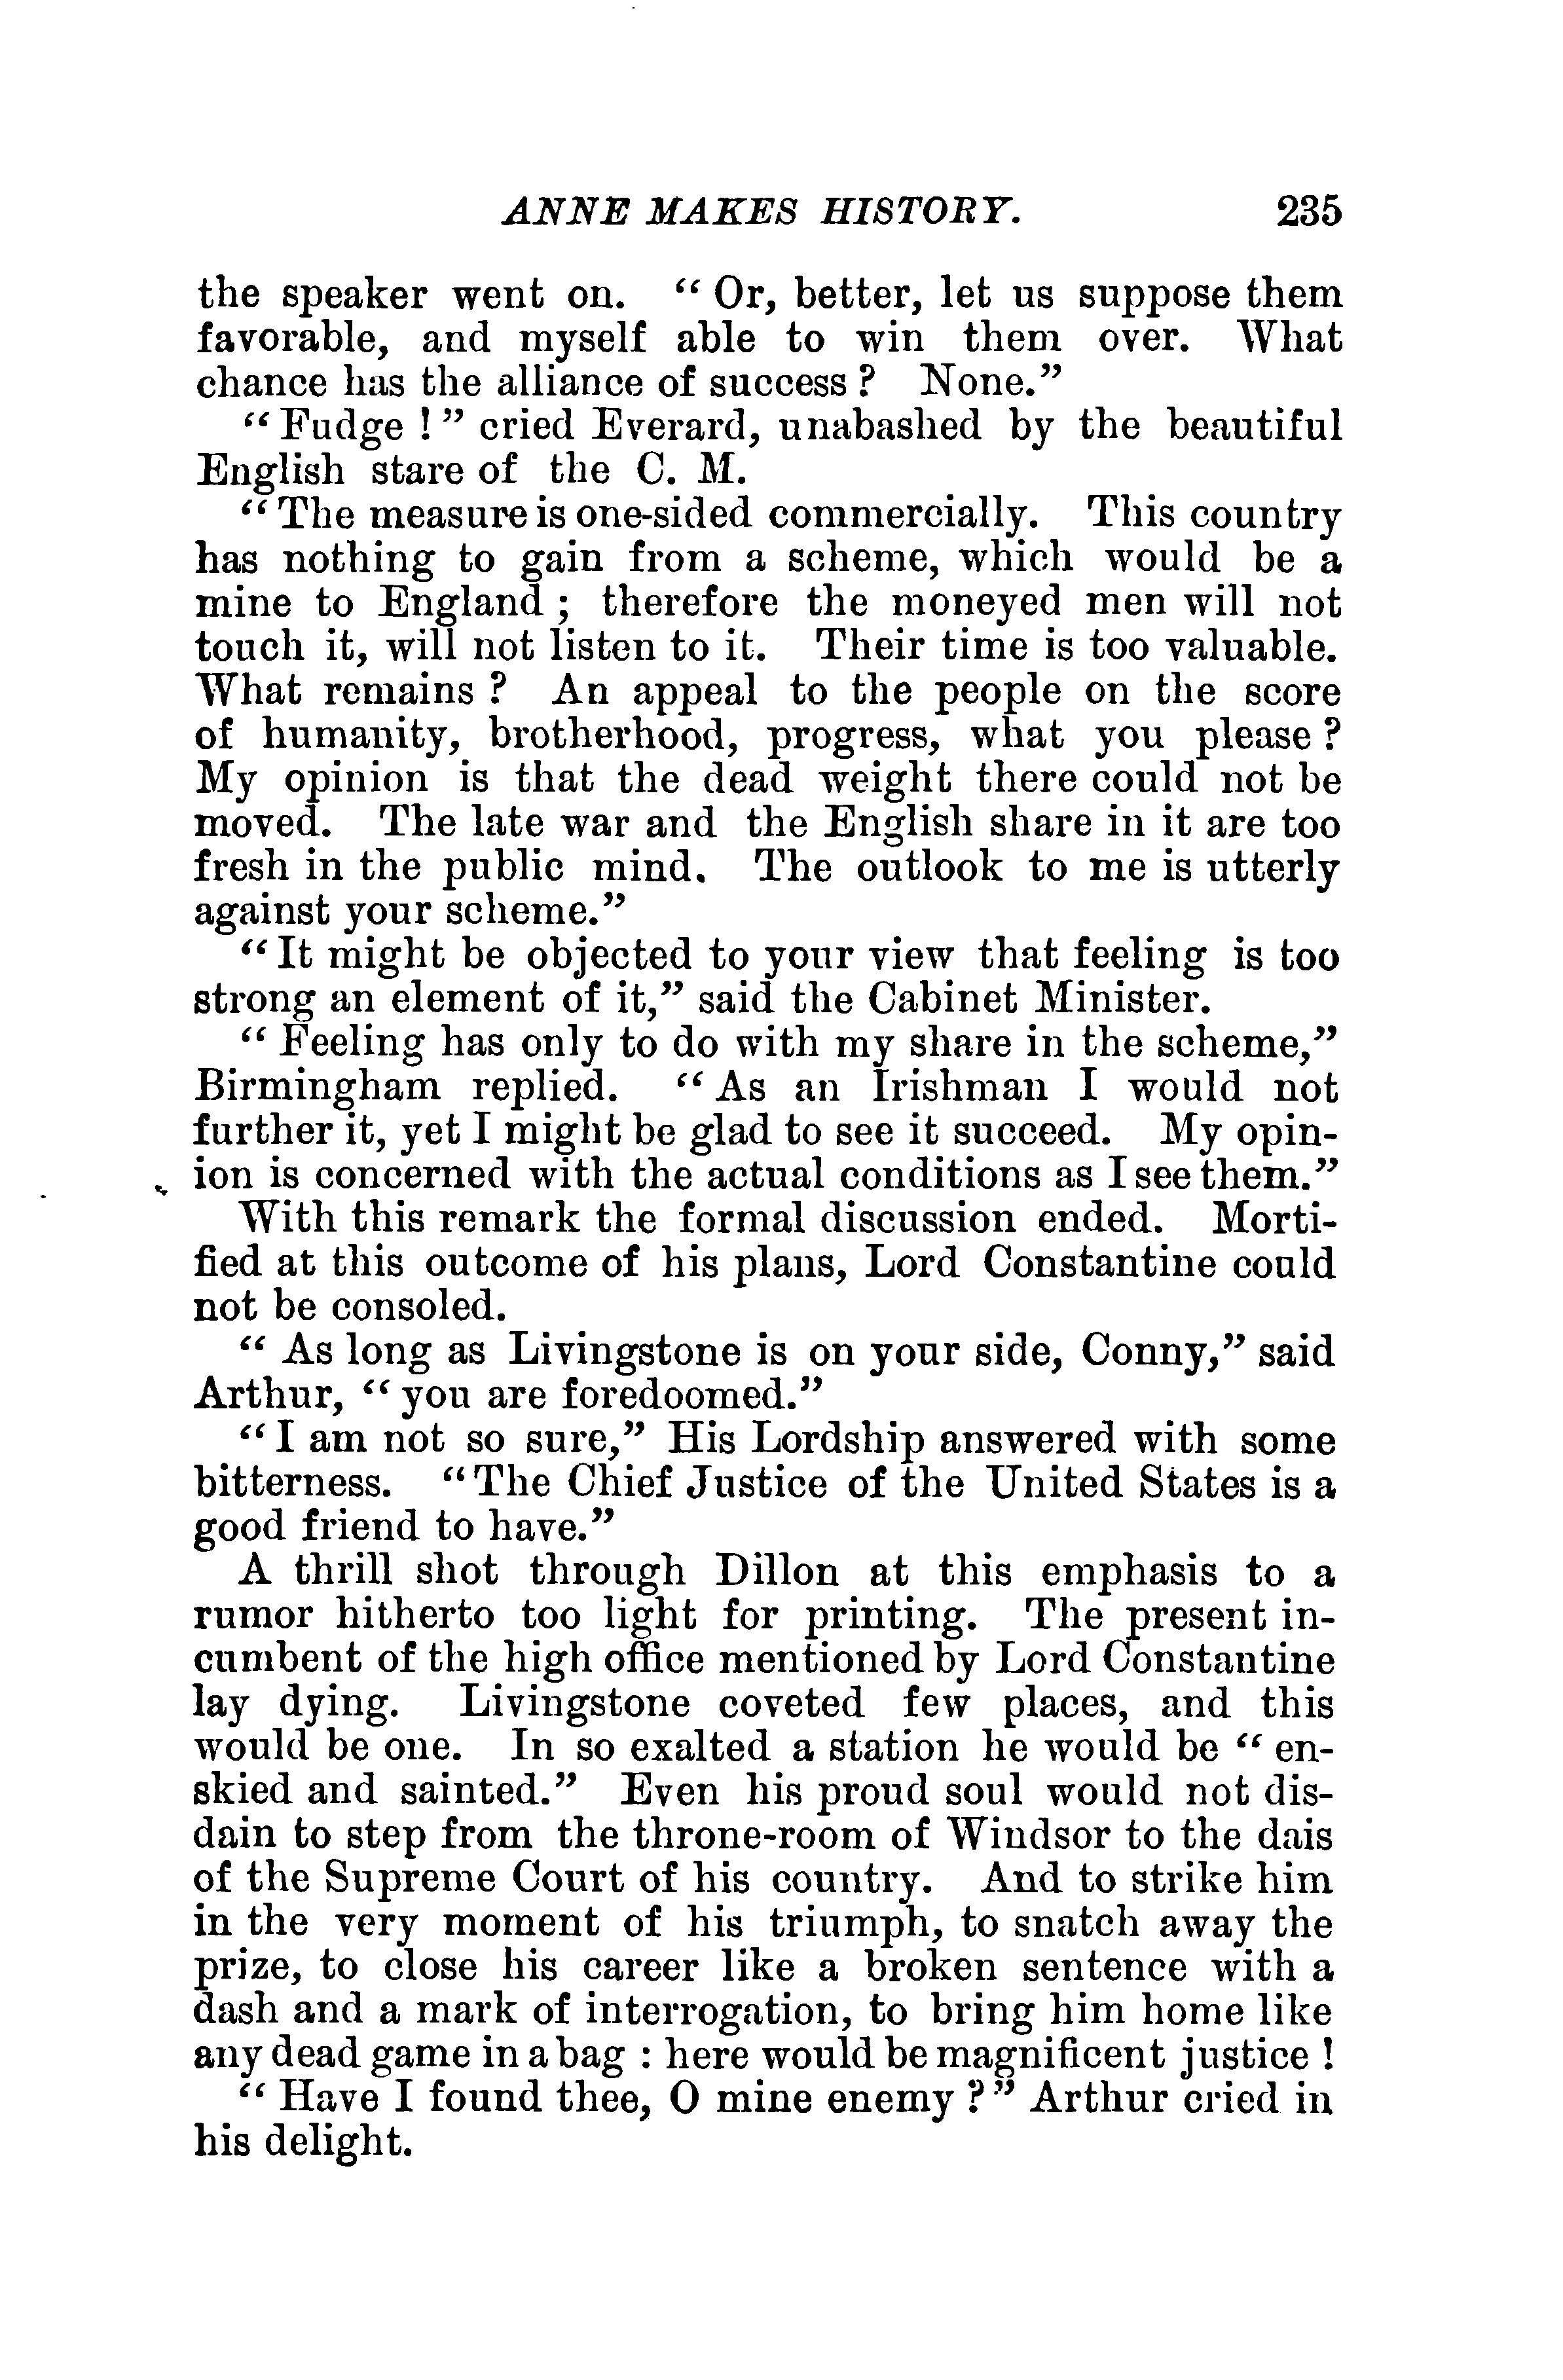 ANNE MAKES HISTORY. 235
the speaker went on. “Or, better, let us suppose them
favorable, and myself able to win them over. What
chance has the alliance of success? None.”
“Fudge!” cried Everard, unabashed by the beautiful
English stare of the C. M.
“The measure is one-sided commercially. This country
has nothing to gain from a scheme, which would be a
mine to England; therefore the moneyed men will not
touch it, will not listen to it. Their time is too valuable.
What remains? An appeal to the people on the score
of humanity, brotherhood, progress, what you please?
My opinion is that the dead weight there could not be
moved. The late war and the English share in it are too
fresh in the public mind. The outlook to me is utterly
against your scheme.”
“It might be objected to your view that feeling is too
strong an element of it,” said the Cabinet Minister.
“Feeling has only to do with my share in the scheme,”
Birmingham replied. “As an Irishman I would not
further it, yet I might be glad to see it succeed. My opin-
ion is concerned with the actual conditions as I see them.”
With this remark the formal discussion ended. Morti-
fied at this outcome of his plans, Lord Constantine could
not be consoled.
“As long as Livingstone is on your side, Conny,” said
Arthur, “you are foredoomed.”
“I am not so sure,” His Lordship answered with some
bitterness. “The Chief Justice of the United States is a
good friend to have.”
A thrill shot through Dillon at this emphasis to a
rumor hitherto too light for printing. The present in-
cumbent of the high office mentioned by Lord Constantine
lay dying. Livingstone coveted few places, and this
would be one. In so exalted a station he would be “en-
skied and sainted.” Even his proud soul would not dis-
dain to step from the throne-room of Windsor to the dais
of the Supreme Court of his country. And to strike him
in the very moment of his triumph, to snatch away the
prize, to close his career like a broken sentence with a
dash and a mark of interrogation, to bring him home like
any dead game in a bag: here would be magnificent justice!
“Have I found thee, O mine enemy?” Arthur cried in
his delight.